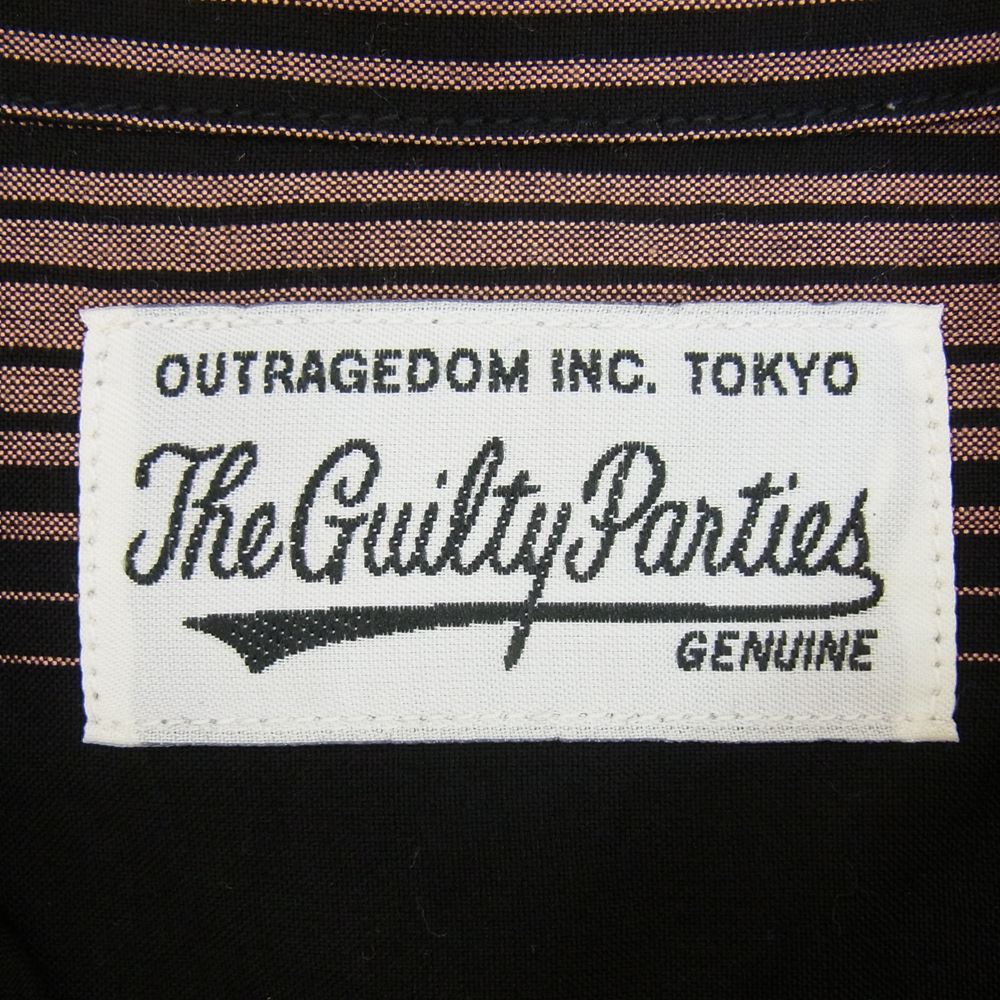 OUTRAGEDOM INC. TOKYO
The Guilty Parties
GENUINE